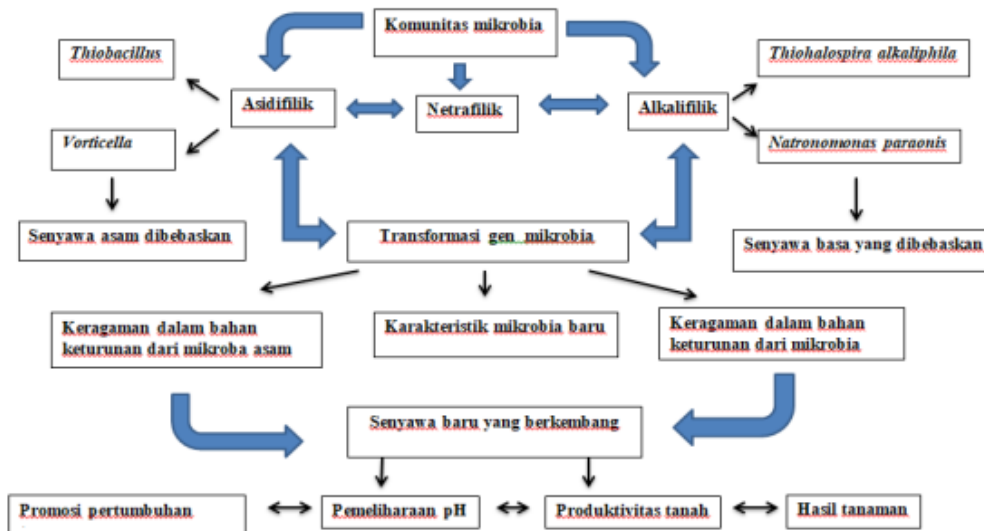 Komunitas mikrobia
Thiobacillus
Thiohalospira alkaliphila
Asidifilik
Netrafilik
Alkalifilik
Vorticella
Natronomonas paraonis
Senyawa asam dibebaskan
Transformasi gen mikrobia
Senyawa basa yang dibebaskan
Keragaman dalam bahan
keturunan dari mikroba asam
Karakteristik mikrobia baru
Keragaman dalam bahan
keturunan dari mikrobia
Senyawa baru yang berkembang
Promosi pertumbuhan
Pemeliharaan pH
Produktivitas tanah
Hasil tanaman